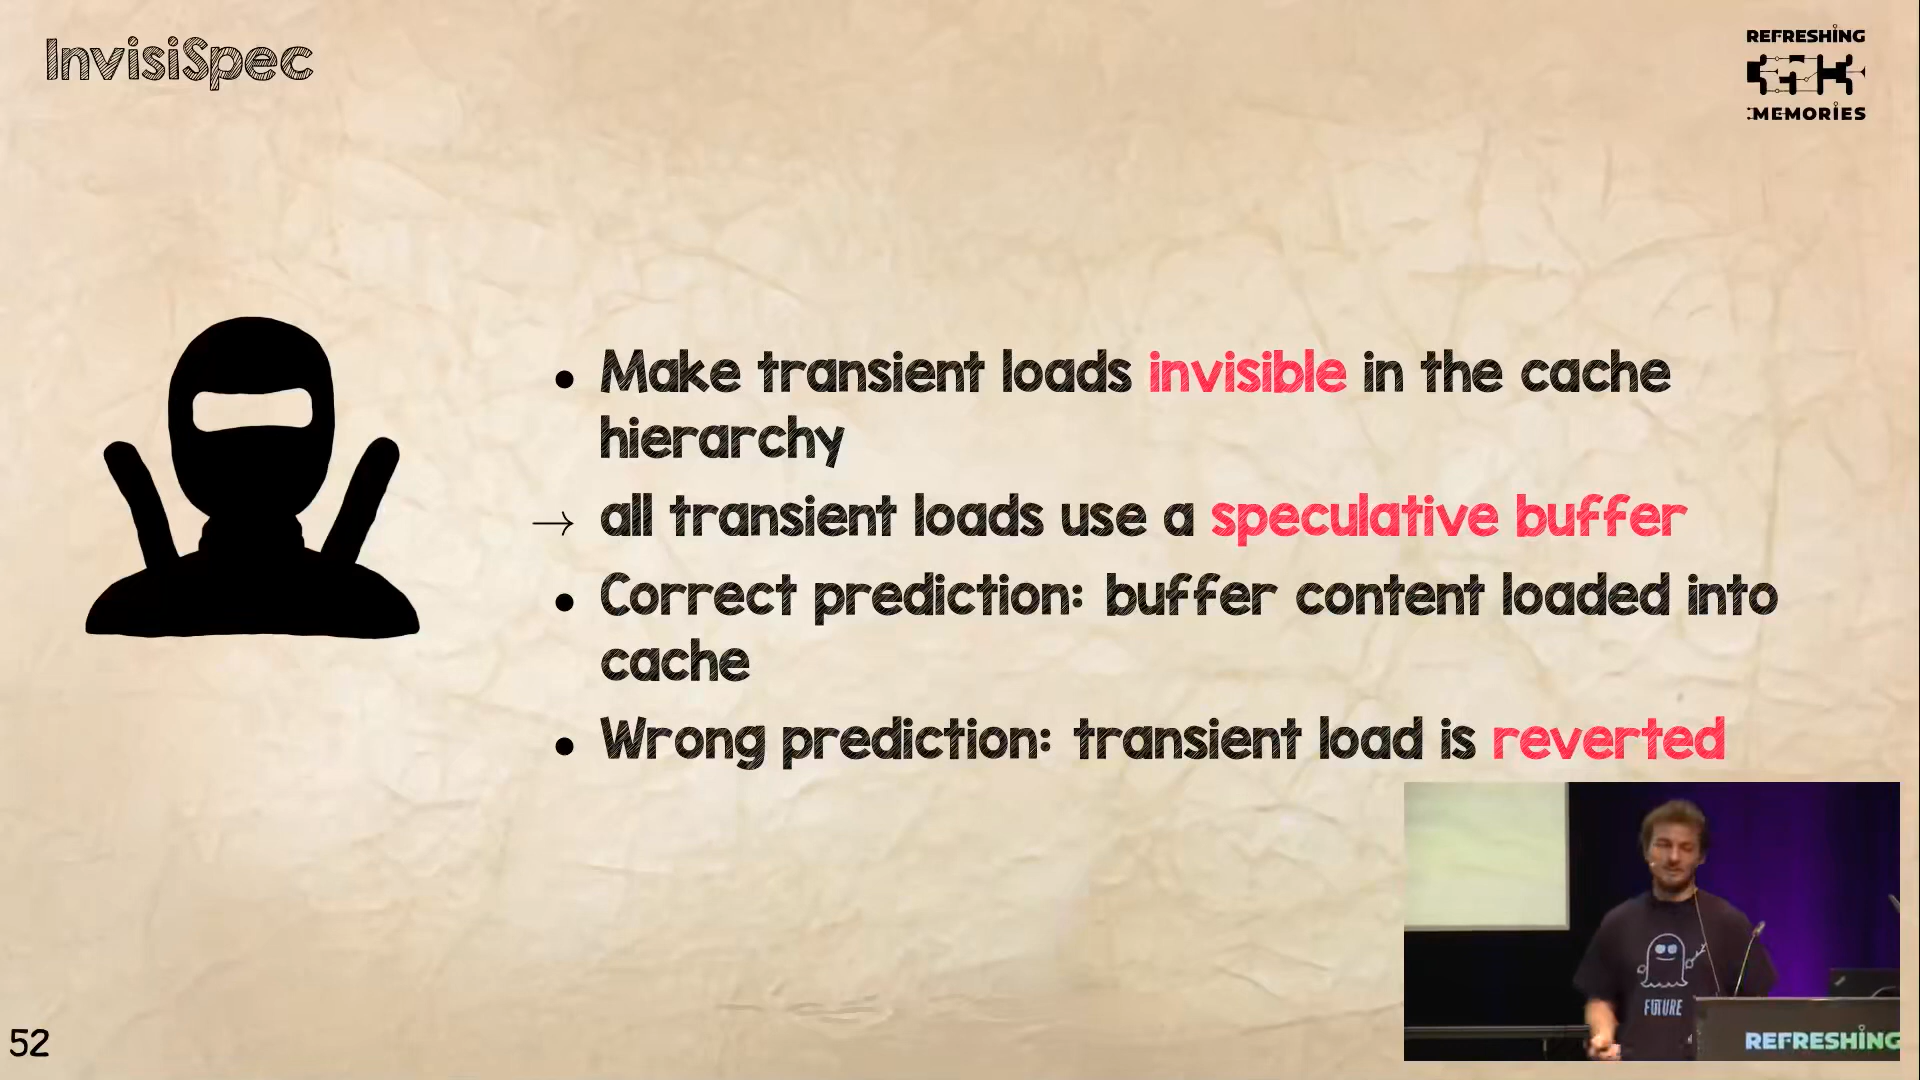 InvisiSpec
REFRESHING
MEMORIES
• Make transient loads invisible in the cache
hierarchy
→ all transient loads use a speculative buffer
• Correct prediction: buffer content loaded into
cache
• Wrong prediction: transient load is reverted
FUTURE
REFRESHING
52